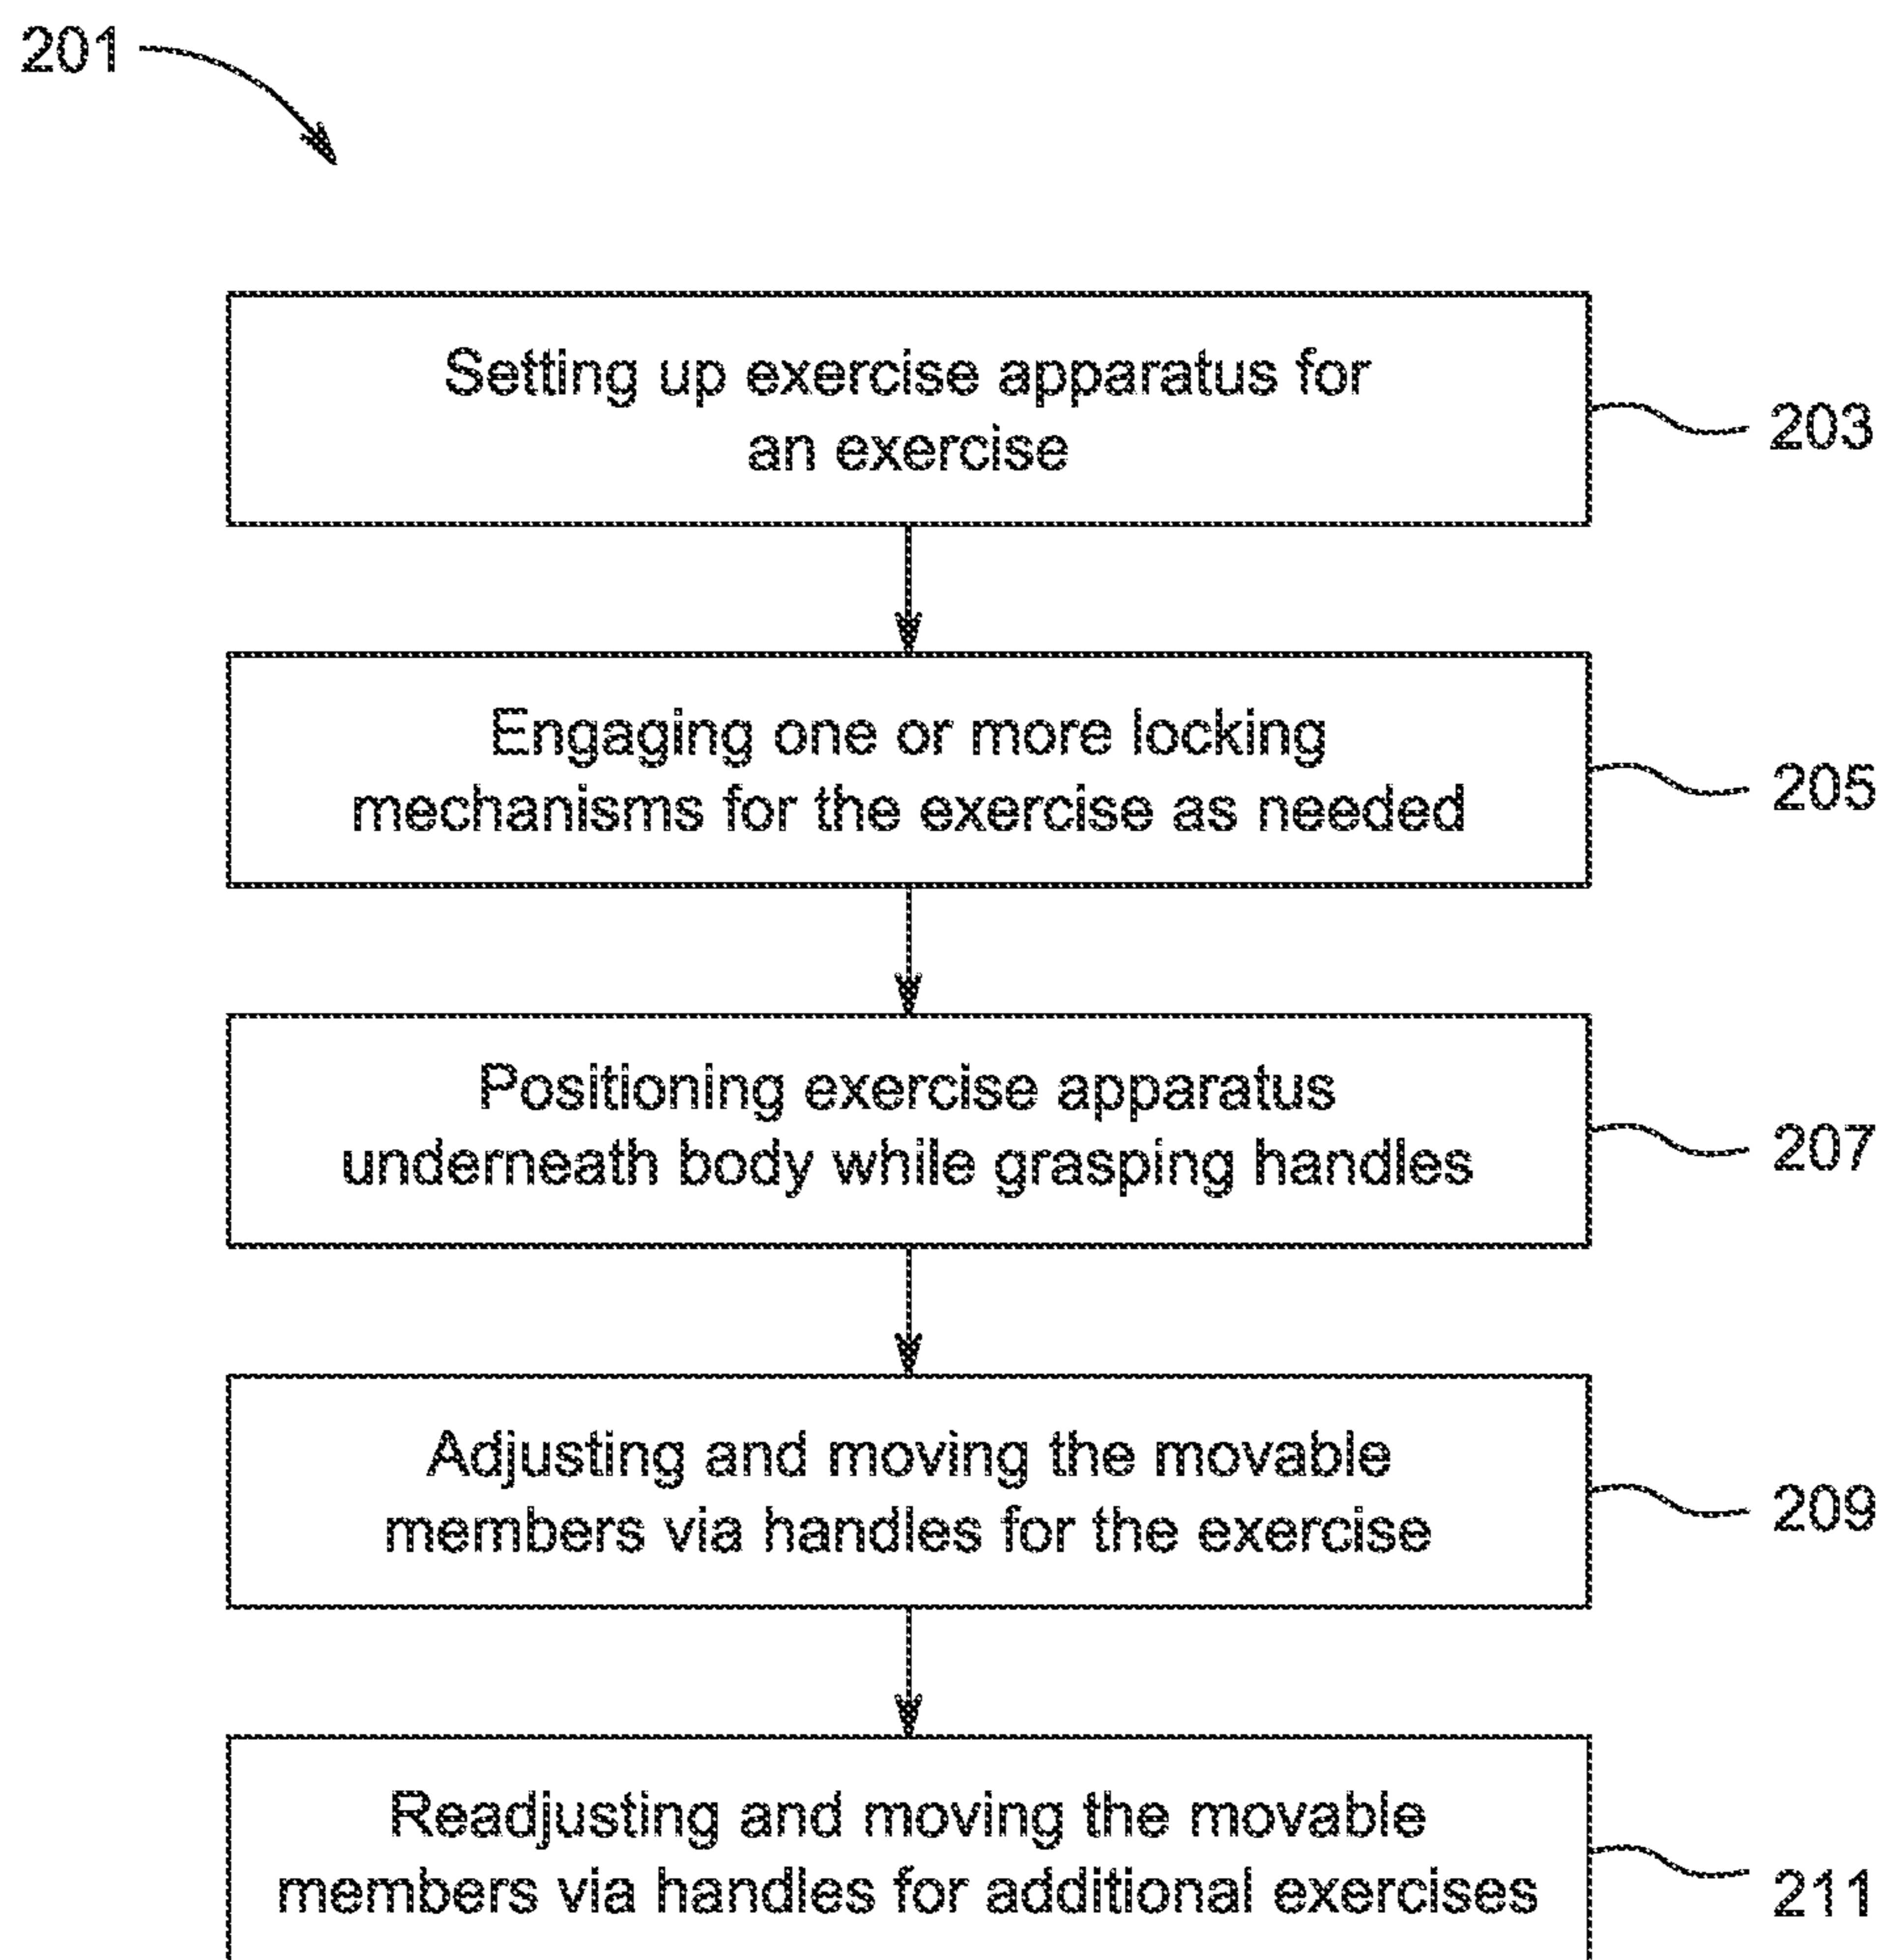 201
Setting up exercise apparatus for
an exercise
203
Engaging one or more locking
mechanisms for the exercise as needed
205
Positioning exercise apparatus
underneath body while grasping handles
207
Adjusting and moving the movable
members via handles for the exercise
209
Readjusting and moving the movable
members via handles for additional exercises
211